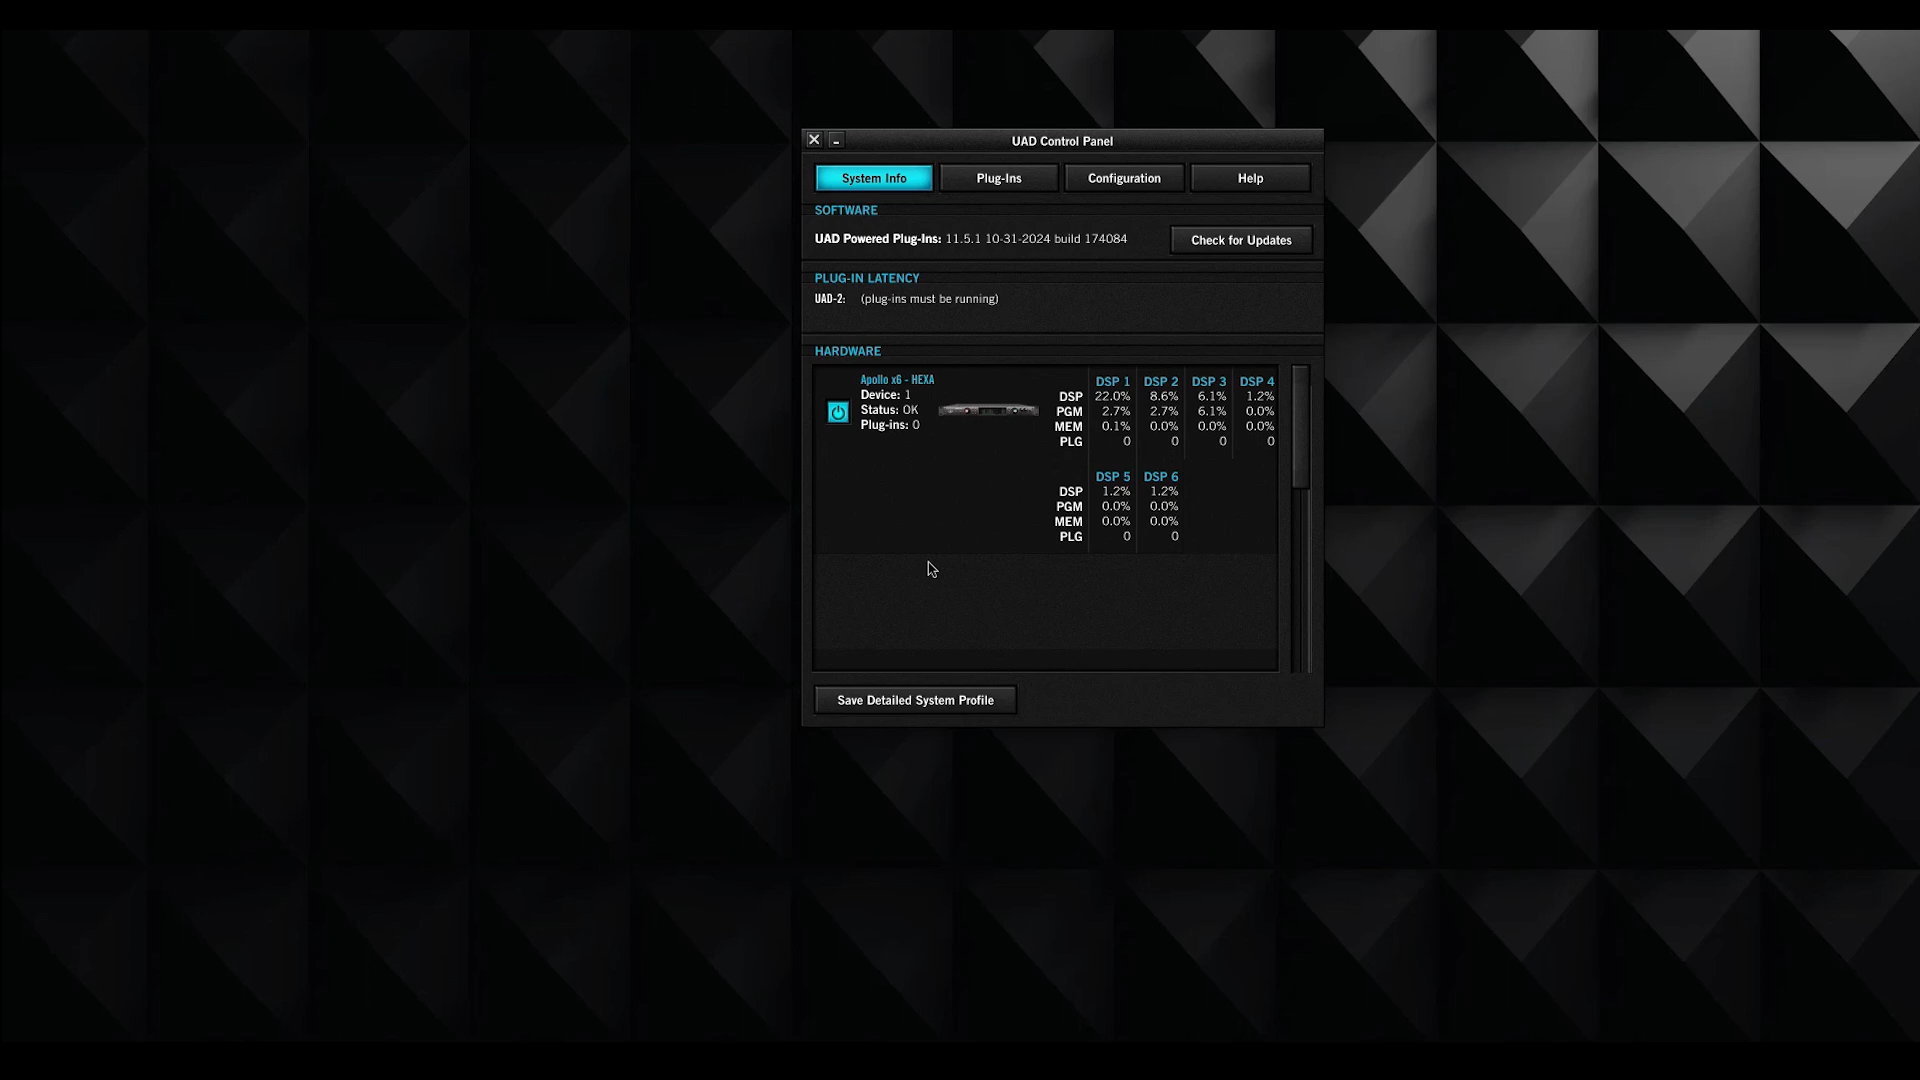 UAD Control Panel
System Info Plug-Ins Configuration Help
SOFTWARE
UAD Powered Plug-Ins: 11.5.1 10-31-2024 build 174084 Check for Updates
PLUG-IN LATENCY
UAD-2: (plug-ins must be running)
HARDWARE
Apollo x6 - HEXA
Device: 1
Status: OK
Plug-ins: 0
DSP 1 DSP 2 DSP 3 DSP 4
DSP 22.0% 8.6% 6.1% 1.2%
PGM 2.7% 2.7% 6.1% 0.0%
MEM 0.1% 0.0% 0.0% 0.0%
PLG 0 0 0 0
DSP 5 DSP 6
DSP 1.2% 1.2%
PGM 0.0% 0.0%
MEM 0.0% 0.0%
PLG 0 0
Save Detailed System Profile